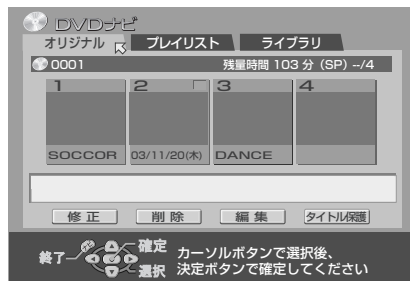 DVDナビ
オリジナル プレイリスト ライブラリ
0001 残量時間 103 分 (SP) --/4
1 2 3 4
SOCCOR 03/11/20(木) DANCE
修正 削除 編集 タイトル保護
終了 確定 選択
カーソルボタンで選択後、
決定ボタンで確定してください